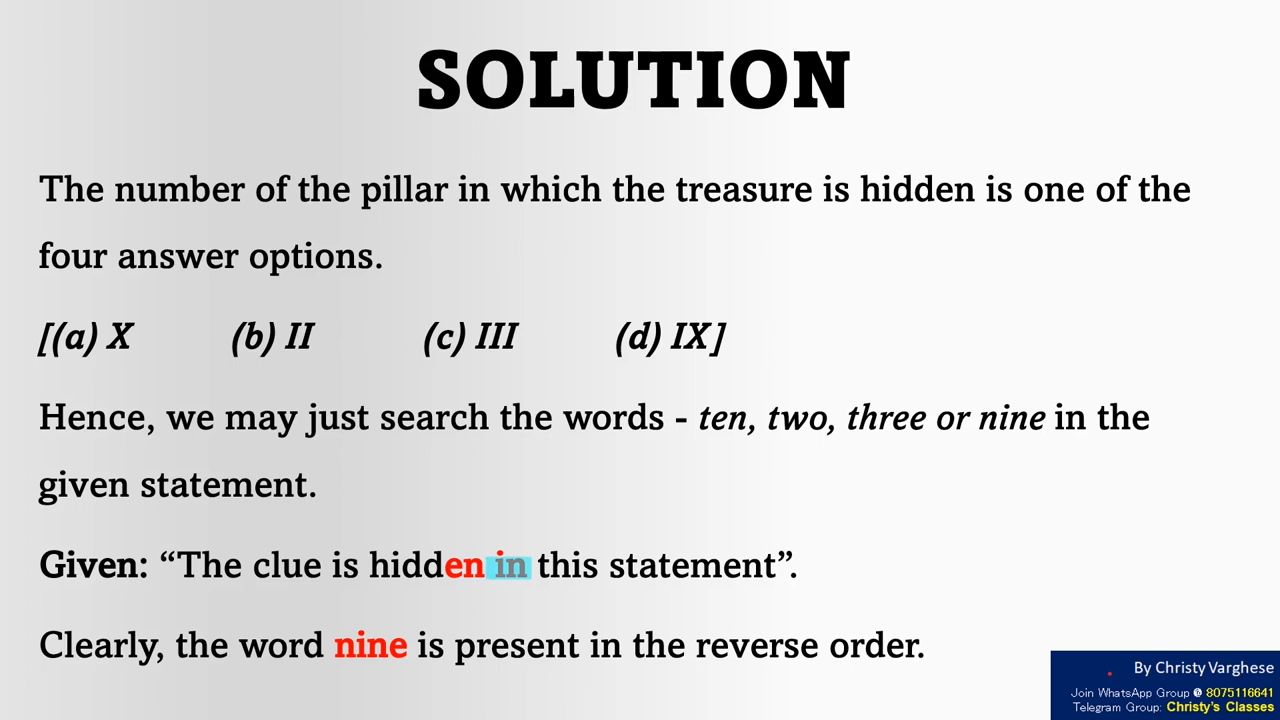 SOLUTION
The number of the pillar in which the treasure is hidden is one of the
four answer options.
[(a) X (b) II (c) III (d) IX]
Hence, we may just search the words - ten, two, three or nine in the
given statement.
Given: “The clue is hidden in this statement”.
Clearly, the word nine is present in the reverse order.
By Christy Varghese
Join WhatsApp Group 8075116641
Telegram Group: Christy's Classes